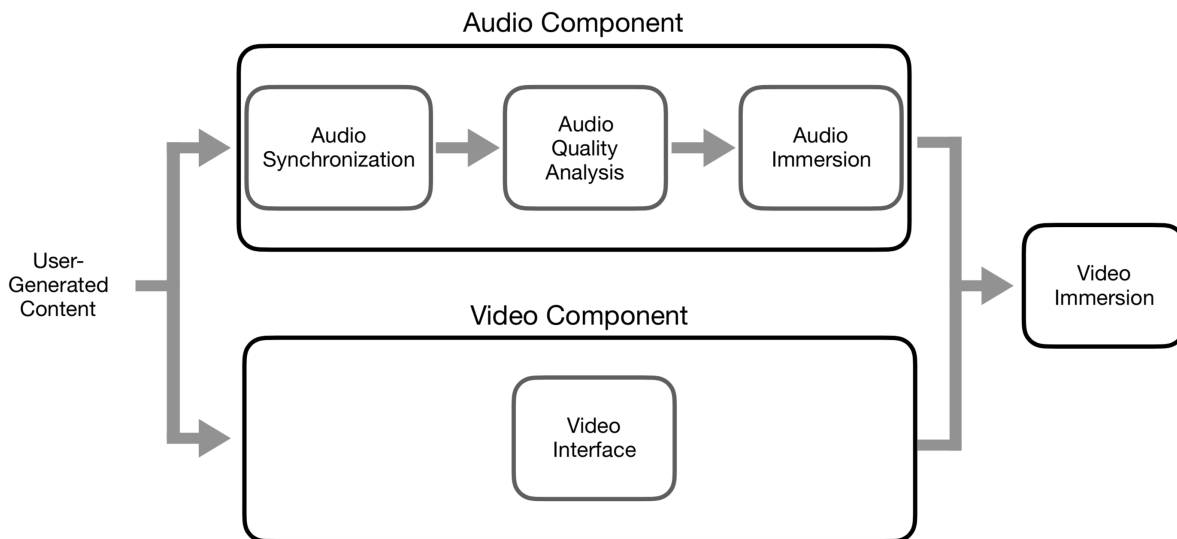 Audio Component
Audio
Synchronization
Audio
Quality
Analysis
Audio
Immersion
User-
Generated
Content
Video
Immersion
Video Component
Video
Interface